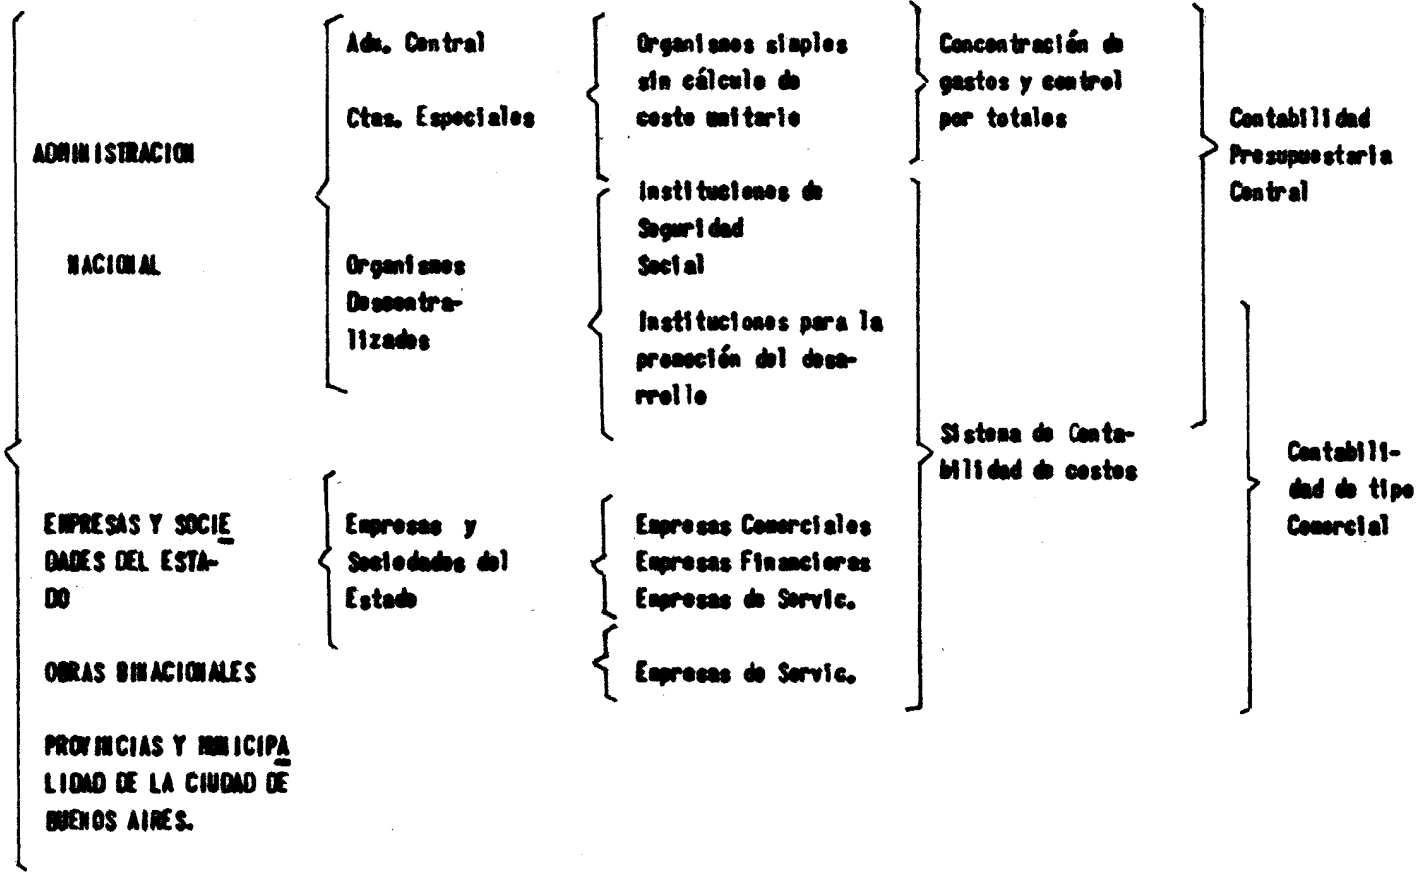 ADMINISTRACION
NACIONAL
EMPRESAS Y SOCIE
DADES DEL ESTA-
DO
OBRAS BINACIONALES
PROVINCIAS Y MUNICIPA
LIDAD DE LA CIUDAD DE
BUENOS AIRES.
Adm. Central
Ctas. Especiales
Organismos
Descentra-
lizados
Empresas y
Sociedades del
Estado
Organismos simples
sin cálculo de
costo unitario
Instituciones de
Seguridad
Social
Instituciones para la
promoción del desa-
rrollo
Empresas Comerciales
Empresas Financieras
Empresas de Servic.
Empresas de Servic.
Concentración de
gastos y control
por totales
Sistema de Conta-
bilidad de costos
Contabilidad
Presupuestaria
Central
Contabili-
dad de tipo
Comercial